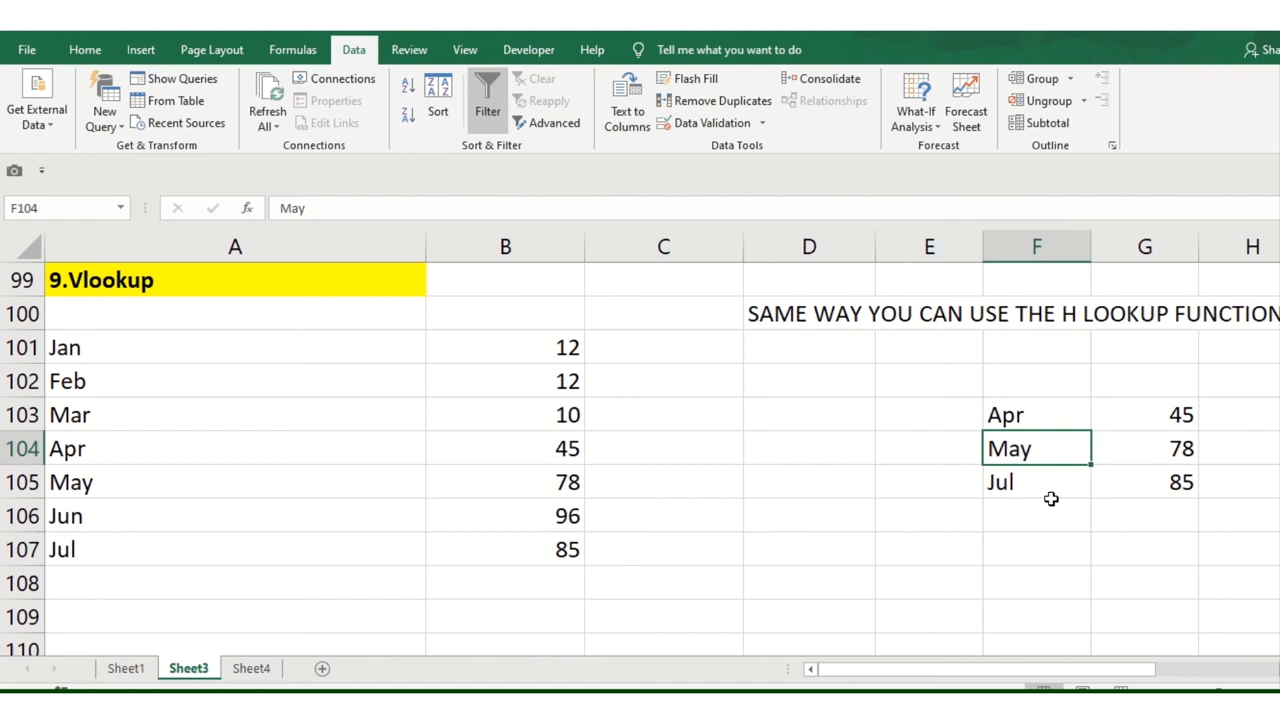 File Home Insert Page Layout Formulas Data Review View Developer Help Tell me what you want to do
Show Queries Connections Clear Flash Fill Consolidate Group
From Table Properties Reapply Remove Duplicates Relationships Ungroup
Recent Sources Edit Links Advanced Data Validation Subtotal
Get External Data New Query Refresh All Sort Filter Text to Columns What-If Analysis Forecast Sheet
Get & Transform Connections Sort & Filter Data Tools Forecast Outline
F104 fx May
A B C D E F G H
99 9.Vlookup
100 SAME WAY YOU CAN USE THE H LOOKUP FUNCTION
101 Jan 12
102 Feb 12
103 Mar 10 Apr 45
104 Apr 45 May 78
105 May 78 Jul 85
106 Jun 96
107 Jul 85
108
109
110
Sheet1 Sheet3 Sheet4